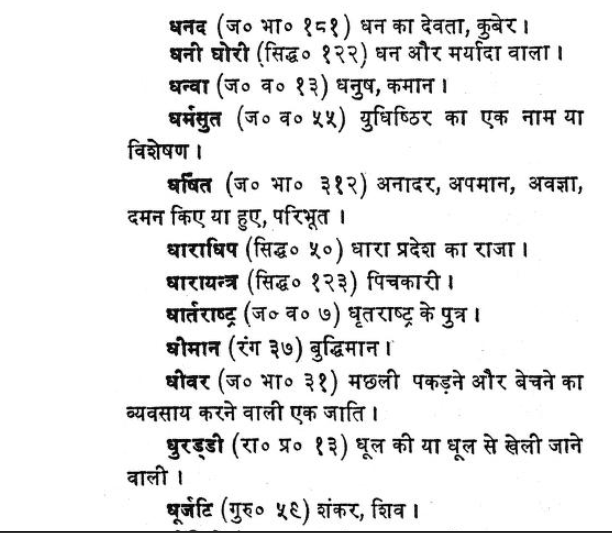 धनद (ज० भा० १८१) धन का देवता, कुबेर।
धनी घोरी (सिद्ध० १२२) धन और मर्यादा वाला।
धन्वा (ज० व० १३) धनुष, कमान।
धर्मसुत (ज० व० ५५) युधिष्ठिर का एक नाम या
विशेषण।
धर्षित (ज० भा० ३१२) अनादर, अपमान, अवज्ञा,
दमन किए या हुए, परिभूत।
धाराधिप (सिद्ध० ५०) धारा प्रदेश का राजा।
धारायन्त्र (सिद्ध० १२३) पिचकारी।
धार्तराष्ट्र (ज० व० ७) धृतराष्ट्र के पुत्र।
धीमान (रंग ३७) बुद्धिमान।
धीवर (ज० भा० ३१) मछली पकड़ने और बेचने का
व्यवसाय करने वाली एक जाति।
धुरड्डी (रा० प्र० १३) धूल की या धूल से खेली जाने
वाली।
धूर्जटि (गुरु० ५९) शंकर, शिव।